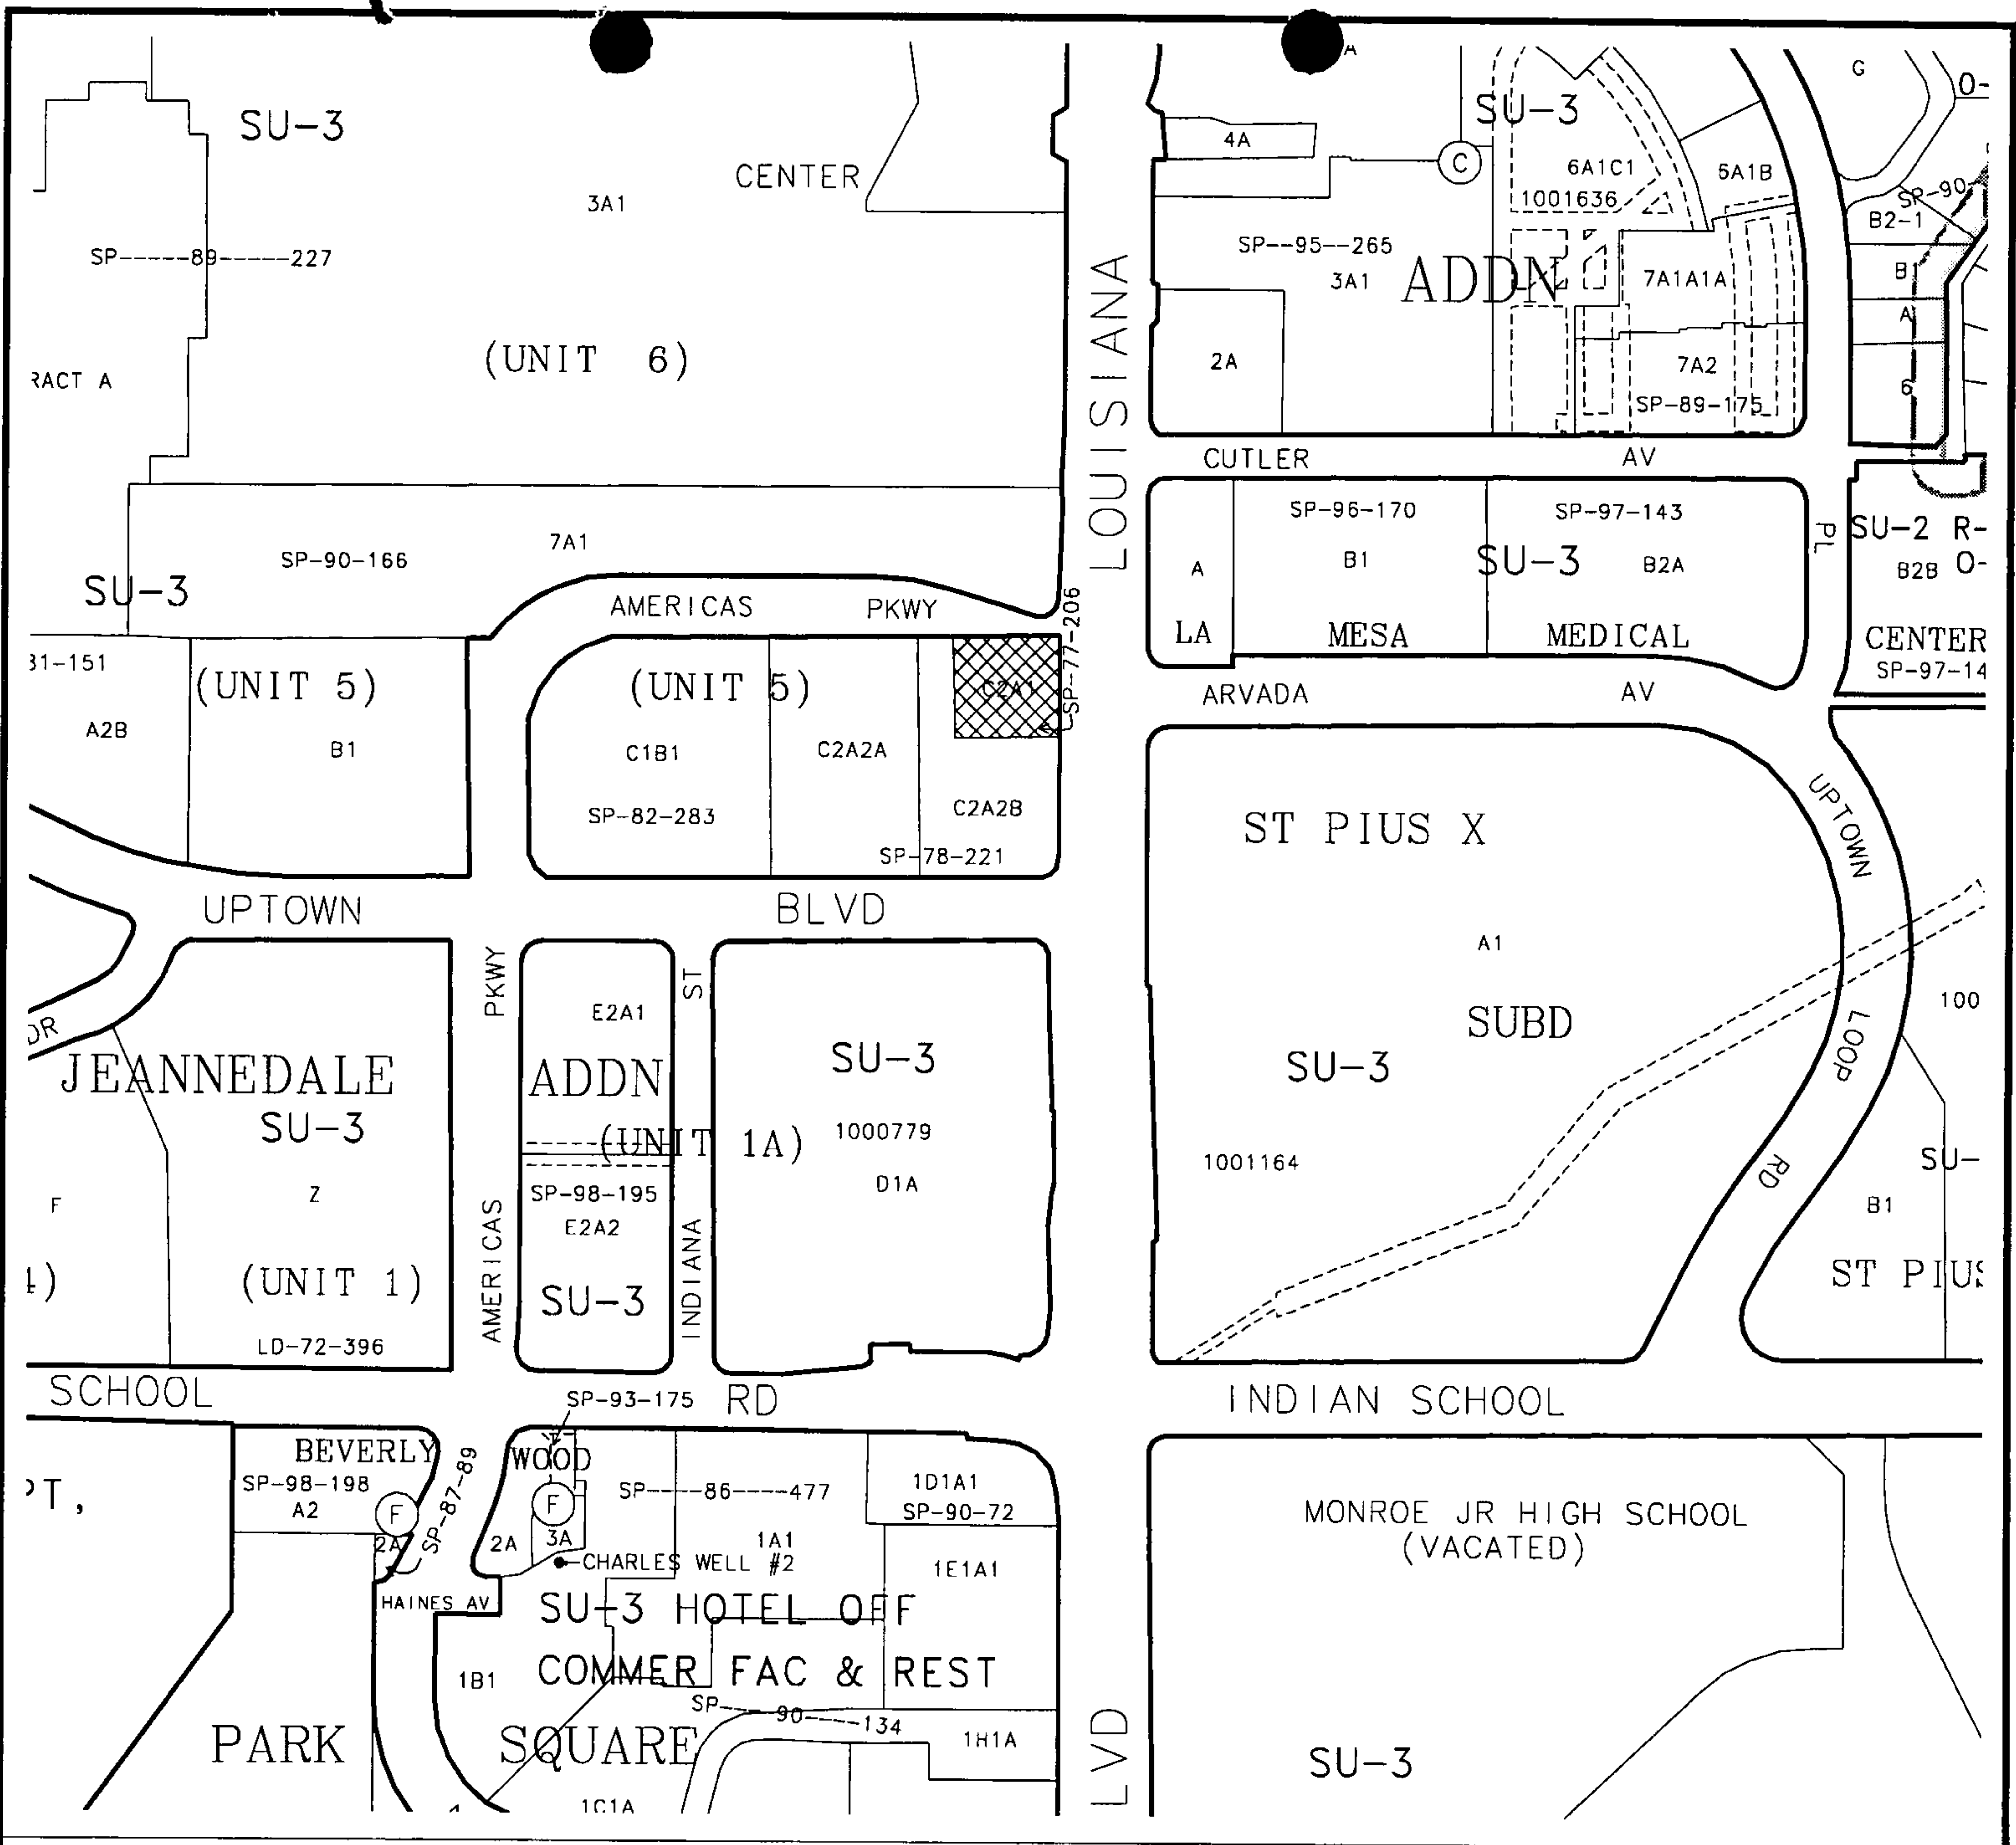 SU-3
CENTER
3A1
SP-----89-----227
(UNIT 6)
RACT A
7A1
SP-90-166
SU-3
AMERICAS PKWY
LOUISIANA
A
SU-3
4A
C
6A1C1
6A1B
1001636
SP--95--265
3A1
ADDN
7A1A1A
2A
7A2
SP-89-175
G
O-
SP-90-
B2-1
B
A
6
CUTLER AV
SP-96-170
SP-97-143
A
B1
SU-3
B2A
LA MESA MEDICAL
PL
SU-2 R-
B2B O-
CENTER
SP-97-14
ARVADA AV
31-151
(UNIT 5)
A2B
B1
(UNIT 5)
C2A1
SP-77-206
C1B1
C2A2A
C2A2B
SP-82-283
SP-78-221
UPTOWN BLVD
ST PIUS X
A1
SUBD
SU-3
1001164
UPTOWN
LOOP
RD
100
SU-
B1
ST PIUS
DR
JEANNEDALE
SU-3
F
Z
4)
(UNIT 1)
LD-72-396
PKWY
AMERICAS
E2A1
ADDN
(UNIT 1A)
SP-98-195
E2A2
SU-3
ST
INDIANA
SU-3
1000779
D1A
SCHOOL RD
INDIAN SCHOOL
SP-93-175
BEVERLY WOOD
SP-98-198
A2
F
2A
SP-87-89
PT,
F
2A
3A
SP----86----477
1D1A1
SP-90-72
1A1
CHARLES WELL #2
1E1A1
HAINES AV
SU-3 HOTEL OFF
COMMER FAC & REST
1B1
SP----90----134
1H1A
PARK SQUARE
1C1A
LVD
MONROE JR HIGH SCHOOL
(VACATED)
SU-3